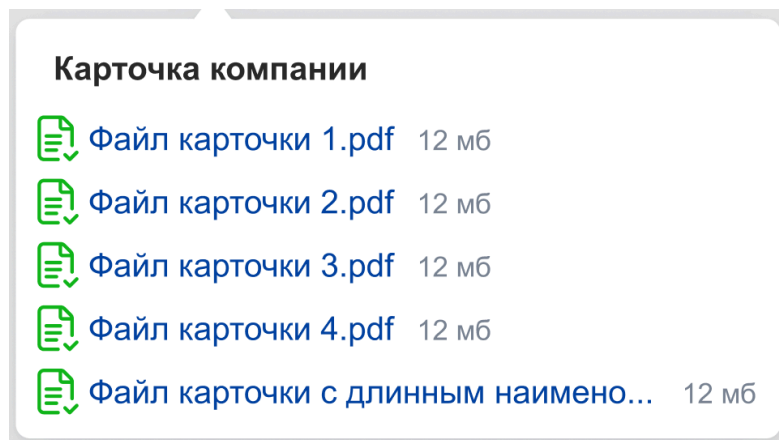 Карточка компании
Файл карточки 1.pdf 12 мб
Файл карточки 2.pdf 12 мб
Файл карточки 3.pdf 12 мб
Файл карточки 4.pdf 12 мб
Файл карточки с длинным наимено... 12 мб